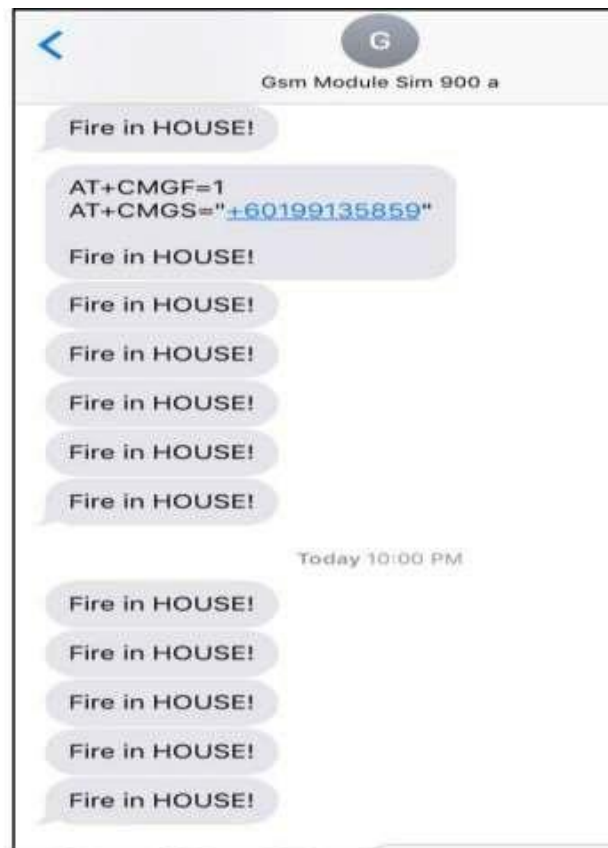 G
Gsm Module Sim 900 a
Fire in HOUSE!
AT+CMGF=1
AT+CMGS="+60199135859"
Fire in HOUSE!
Fire in HOUSE!
Fire in HOUSE!
Fire in HOUSE!
Fire in HOUSE!
Fire in HOUSE!
Today 10:00 PM
Fire in HOUSE!
Fire in HOUSE!
Fire in HOUSE!
Fire in HOUSE!
Fire in HOUSE!